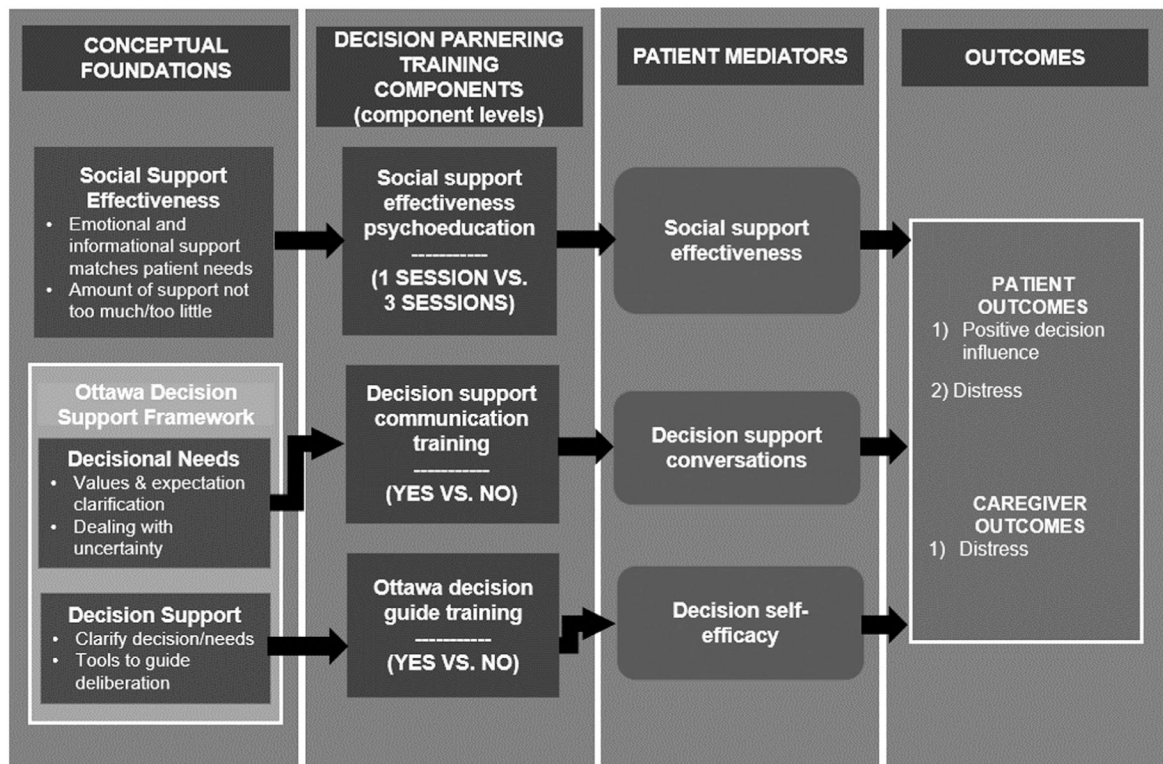 CONCEPTUAL
FOUNDATIONS
DECISION PARNERING
TRAINING
COMPONENTS
(component levels)
PATIENT MEDIATORS
OUTCOMES
Social Support
Effectiveness
• Emotional and
informational support
matches patient needs
• Amount of support not
too much/too little
Social support
effectiveness
psychoeducation
-----------
(1 SESSION VS.
3 SESSIONS)
Social support
effectiveness
Ottawa Decision
Support Framework
Decisional Needs
• Values & expectation
clarification
• Dealing with
uncertainty
Decision support
communication
training
-----------
(YES VS. NO)
Decision support
conversations
Decision Support
• Clarify decision/needs
• Tools to guide
deliberation
Ottawa decision
guide training
-----------
(YES VS. NO)
Decision self-
efficacy
PATIENT
OUTCOMES
1) Positive decision
influence
2) Distress
CAREGIVER
OUTCOMES
1) Distress